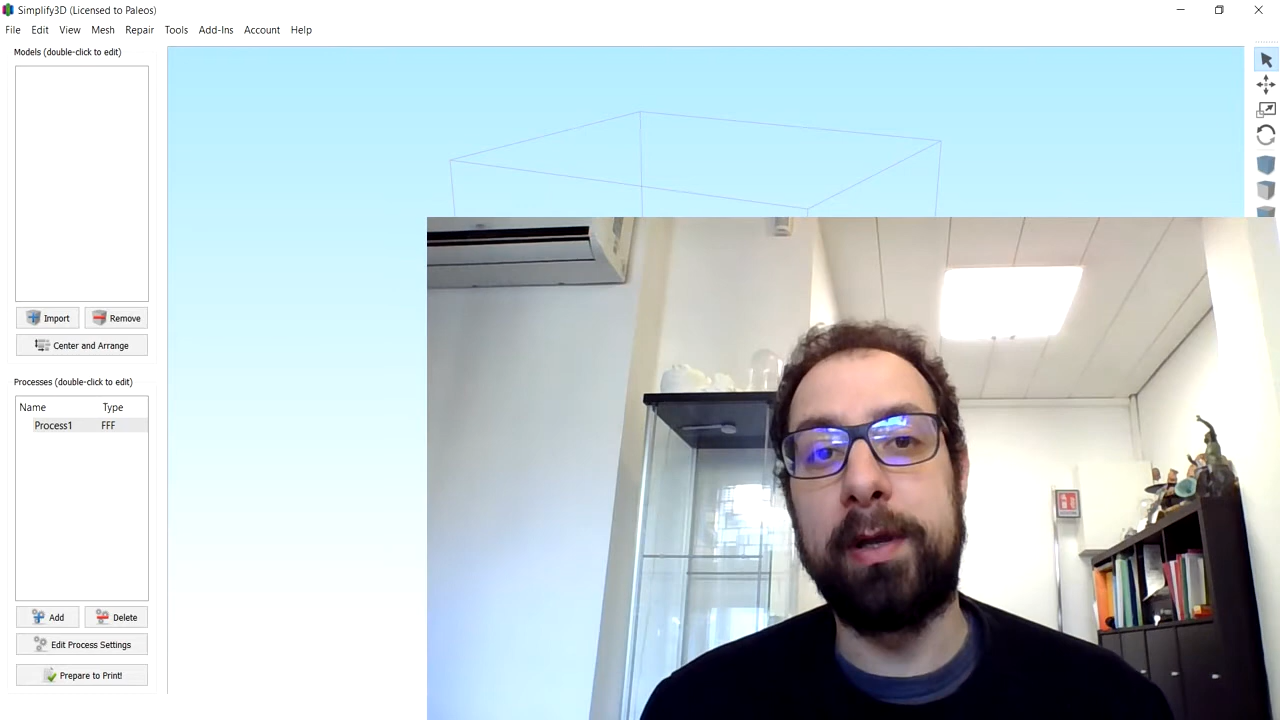 Simplify3D (Licensed to Paleos)
File Edit View Mesh Repair Tools Add-Ins Account Help
Models (double-click to edit)
Import Remove
Center and Arrange
Processes (double-click to edit)
Name Type
Process1 FFF
Add Delete
Edit Process Settings
Prepare to Print!